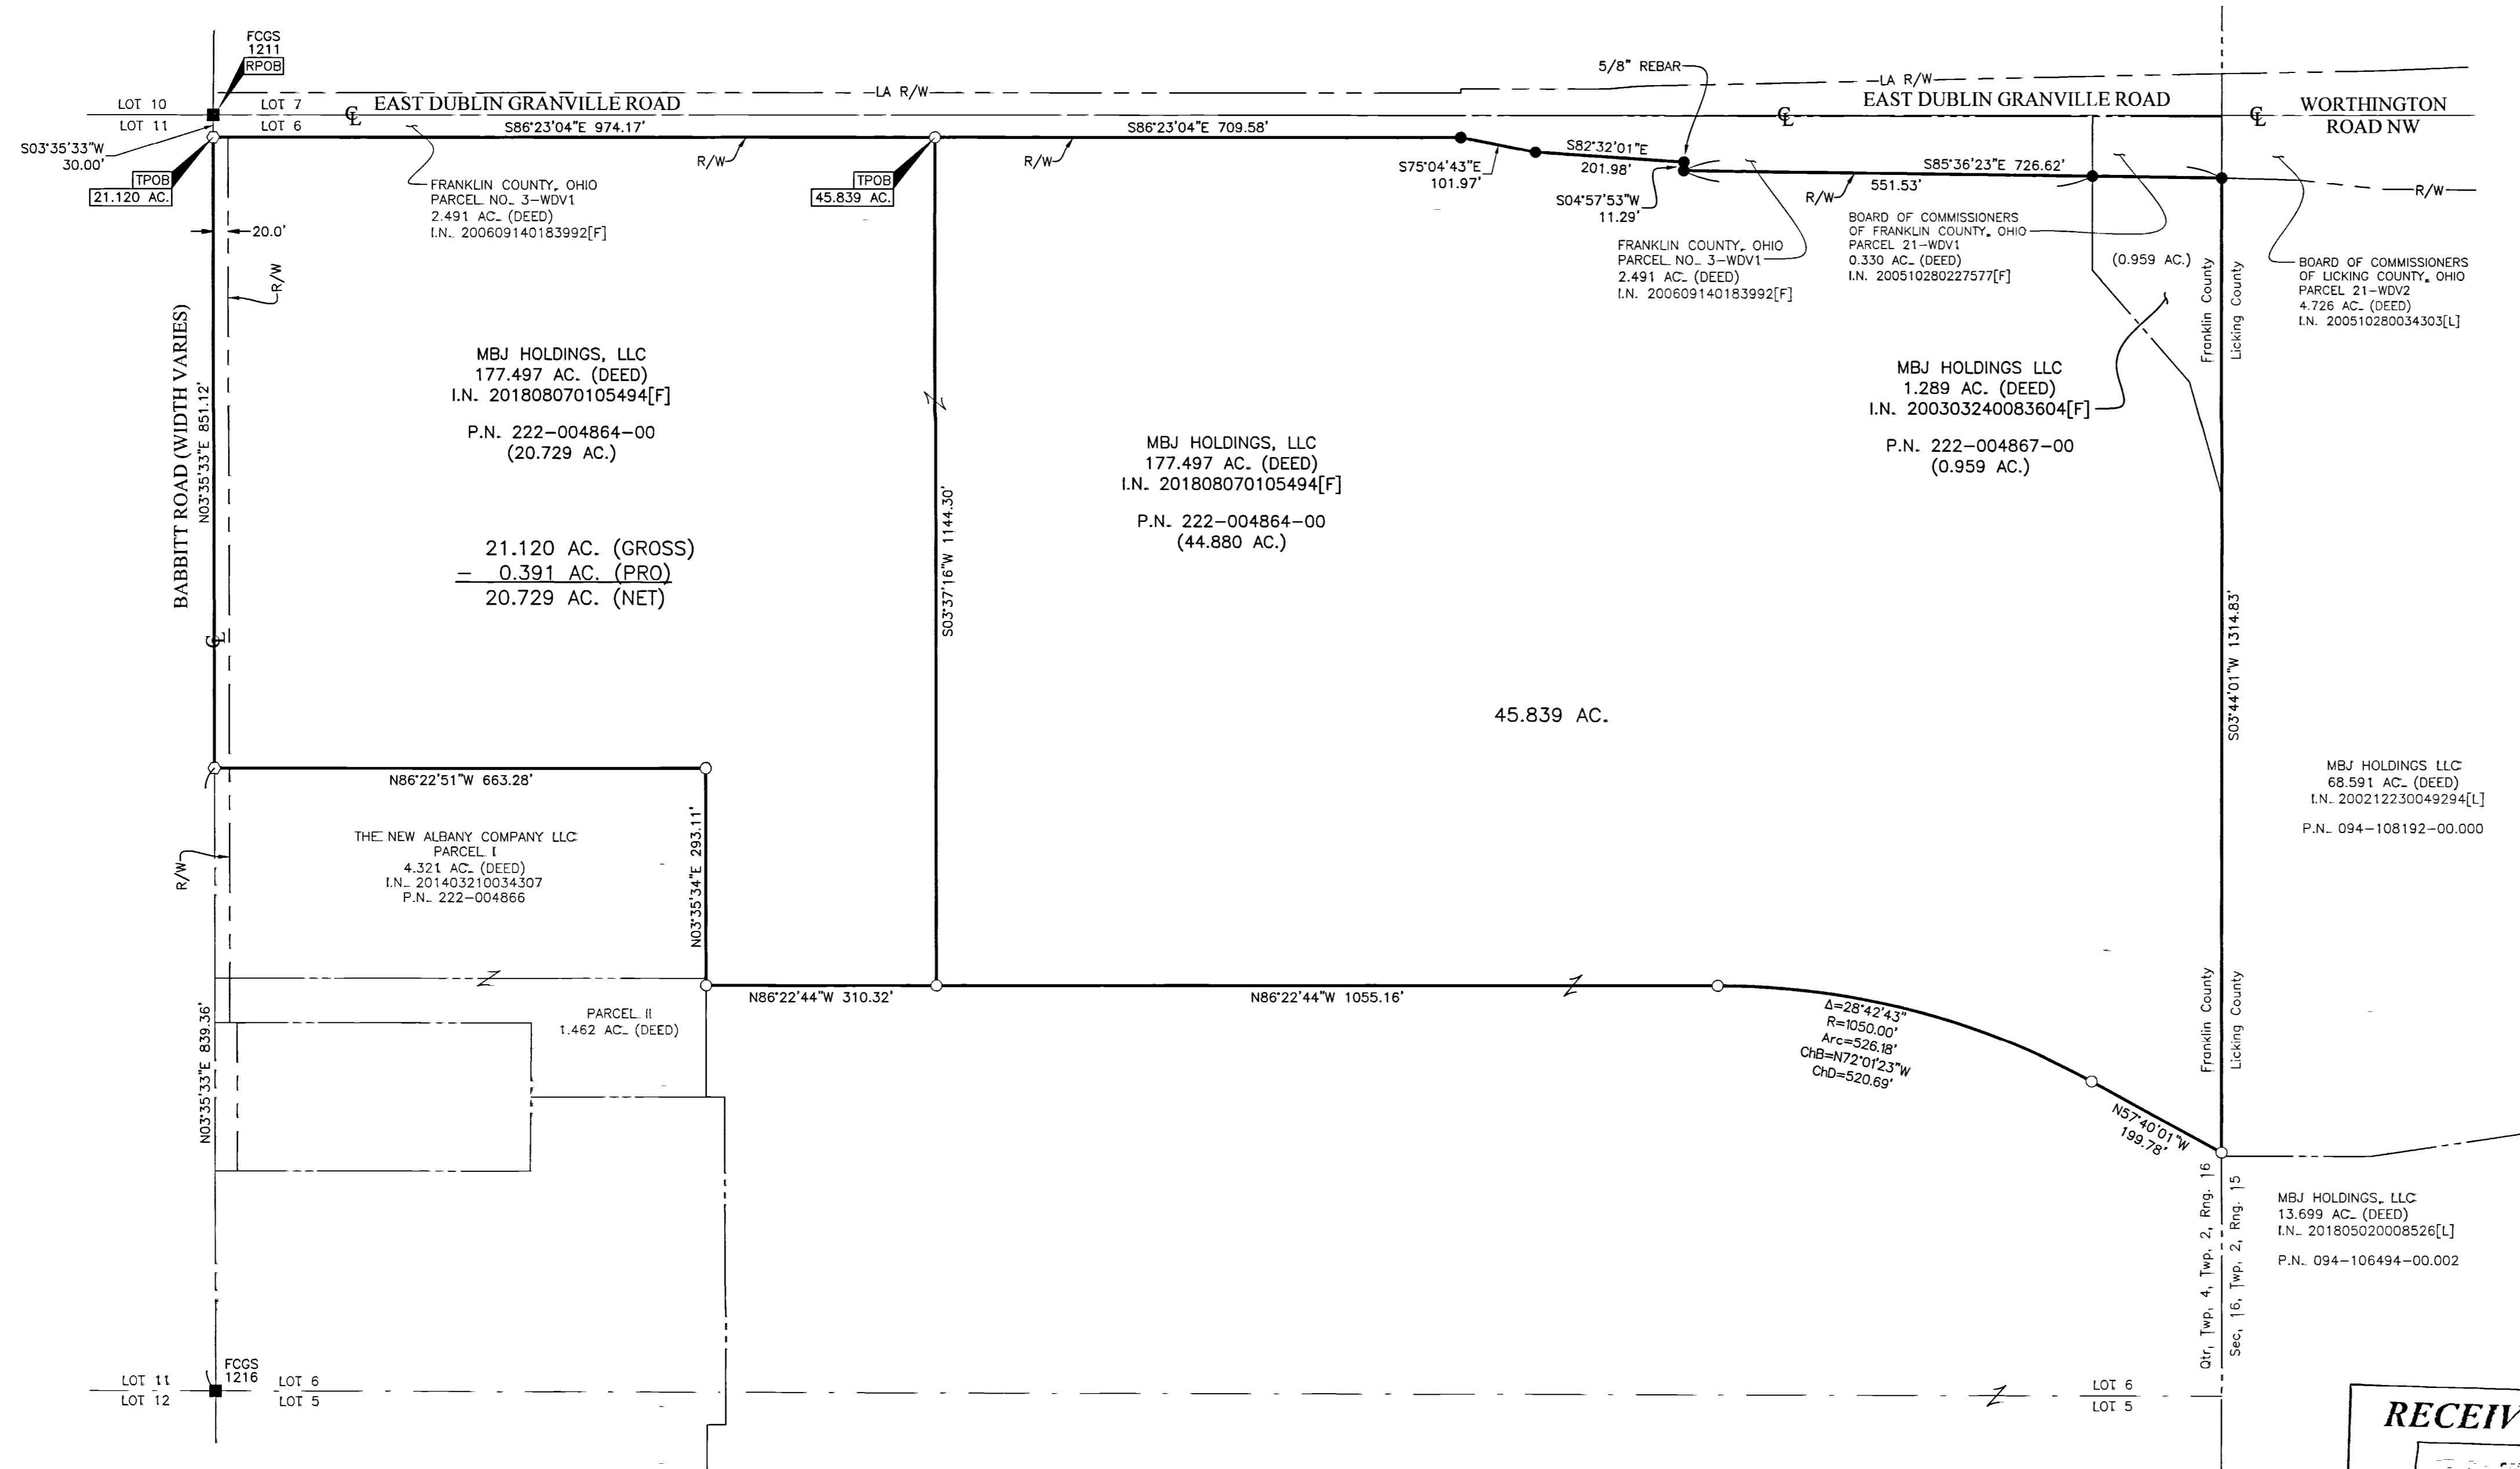 FCGS
1211
RPOB
LOT 10
LOT 7
LOT 11
LOT 6
℄
EAST DUBLIN GRANVILLE ROAD
LA R/W
5/8" REBAR
LA R/W
EAST DUBLIN GRANVILLE ROAD
℄
℄
WORTHINGTON
ROAD NW
S03°35'33"W
30.00'
S86°23'04"E 974.17'
R/W
S86°23'04"E 709.58'
R/W
S75°04'43"E
101.97'
S82°32'01"E
201.98'
S04°57'53"W
11.29'
S85°36'23"E 726.62'
551.53'
R/W
R/W
TPOB
21.120 AC.
TPOB
45.839 AC.
20.0'
R/W
FRANKLIN COUNTY, OHIO
PARCEL NO. 3-WDV1
2.491 AC. (DEED)
I.N. 200609140183992[F]
FRANKLIN COUNTY, OHIO
PARCEL NO. 3-WDV1
2.491 AC. (DEED)
I.N. 200609140183992[F]
BOARD OF COMMISSIONERS
OF FRANKLIN COUNTY, OHIO
PARCEL 21-WDV1
0.330 AC. (DEED)
I.N. 200510280227577[F]
(0.959 AC.)
Franklin County
Licking County
BOARD OF COMMISSIONERS
OF LICKING COUNTY, OHIO
PARCEL 21-WDV2
4.726 AC. (DEED)
I.N. 200510280034303[L]
BABBITT ROAD (WIDTH VARIES)
N03°35'33"E 851.12'
℄
MBJ HOLDINGS, LLC
177.497 AC. (DEED)
I.N. 201808070105494[F]
P.N. 222-004864-00
(20.729 AC.)
21.120 AC. (GROSS)
- 0.391 AC. (PRO)
20.729 AC. (NET)
S03°37'16"W 1144.30'
MBJ HOLDINGS, LLC
177.497 AC. (DEED)
I.N. 201808070105494[F]
P.N. 222-004864-00
(44.880 AC.)
MBJ HOLDINGS LLC
1.289 AC. (DEED)
I.N. 200303240083604[F]
P.N. 222-004867-00
(0.959 AC.)
45.839 AC.
S03°44'01"W 1314.83'
MBJ HOLDINGS LLC
68.591 AC. (DEED)
I.N. 200212230049294[L]
P.N. 094-108192-00.000
N86°22'51"W 663.28'
THE NEW ALBANY COMPANY LLC
PARCEL I
4.321 AC. (DEED)
I.N. 201403210034307
P.N. 222-004866
R/W
N03°35'34"E 293.11'
N86°22'44"W 310.32'
N86°22'44"W 1055.16'
PARCEL II
1.462 AC. (DEED)
N03°35'33"E 839.36'
Δ=28°42'43"
R=1050.00'
Arc=526.18'
ChB=N72°01'23"W
ChD=520.69'
N57°40'01"W
199.78'
Franklin County
Licking County
Qtr, Twp, 4, Twp, 2, Rng. 16
Sec, 16, Twp, 2, Rng. 15
MBJ HOLDINGS, LLC
13.699 AC. (DEED)
I.N. 201805020008526[L]
P.N. 094-106494-00.002
FCGS
1216
LOT 11
LOT 6
LOT 12
LOT 5
LOT 6
LOT 5
RECEIV